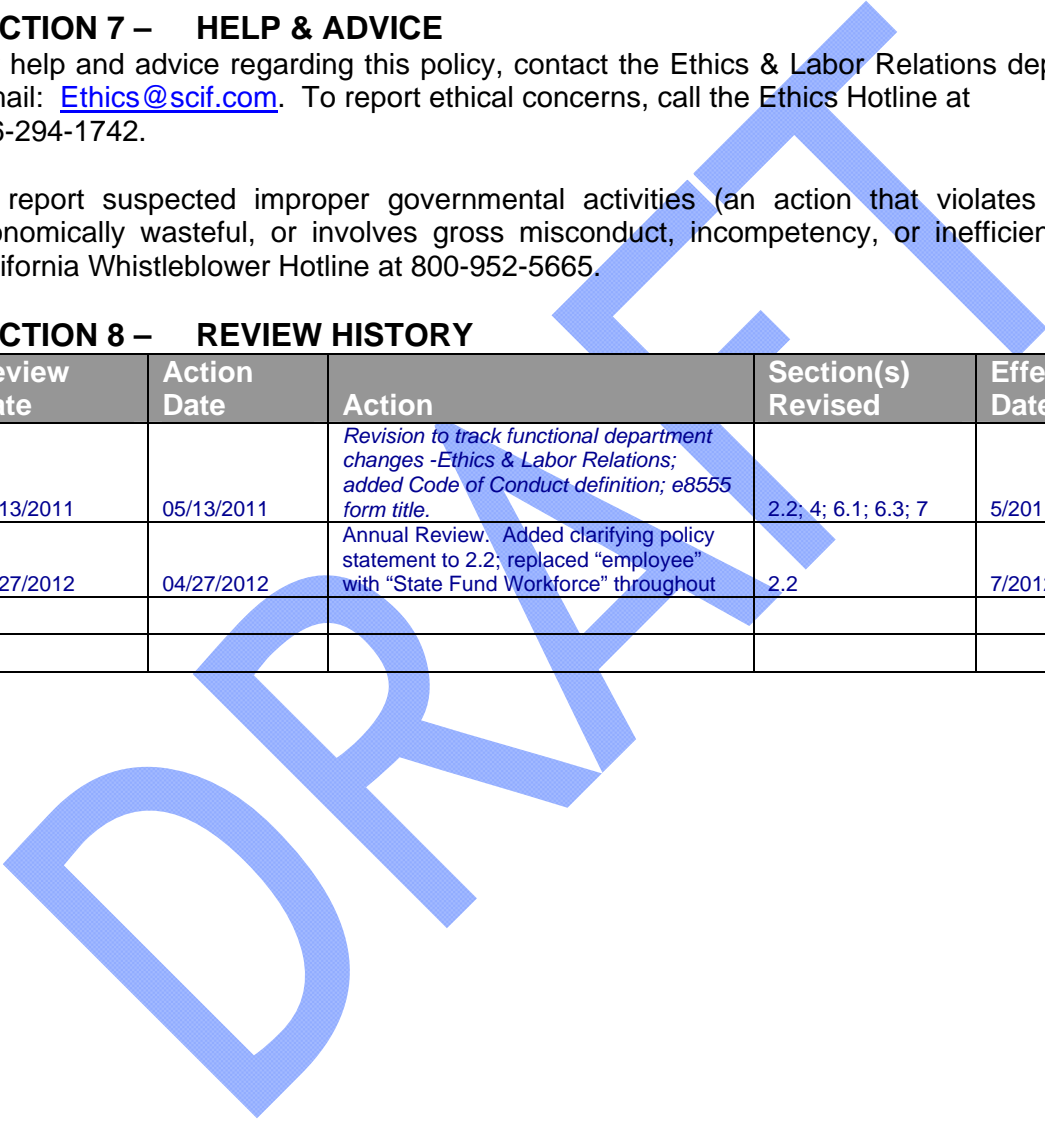 CTION 7 – HELP & ADVICE
help and advice regarding this policy, contact the Ethics & Labor Relations dep
nail: Ethics@scif.com. To report ethical concerns, call the Ethics Hotline at
6-294-1742.
report suspected improper governmental activities (an action that violates
onomically wasteful, or involves gross misconduct, incompetency, or inefficien
ifornia Whistleblower Hotline at 800-952-5665.
CTION 8 – REVIEW HISTORY
eview Action Section(s) Effe
ate Date Action Revised Date
Revision to track functional department
changes -Ethics & Labor Relations;
added Code of Conduct definition; e8555
13/2011 05/13/2011 form title. 2.2; 4; 6.1; 6.3; 7 5/201
Annual Review. Added clarifying policy
statement to 2.2; replaced “employee”
27/2012 04/27/2012 with “State Fund Workforce” throughout 2.2 7/2012
DRAFT